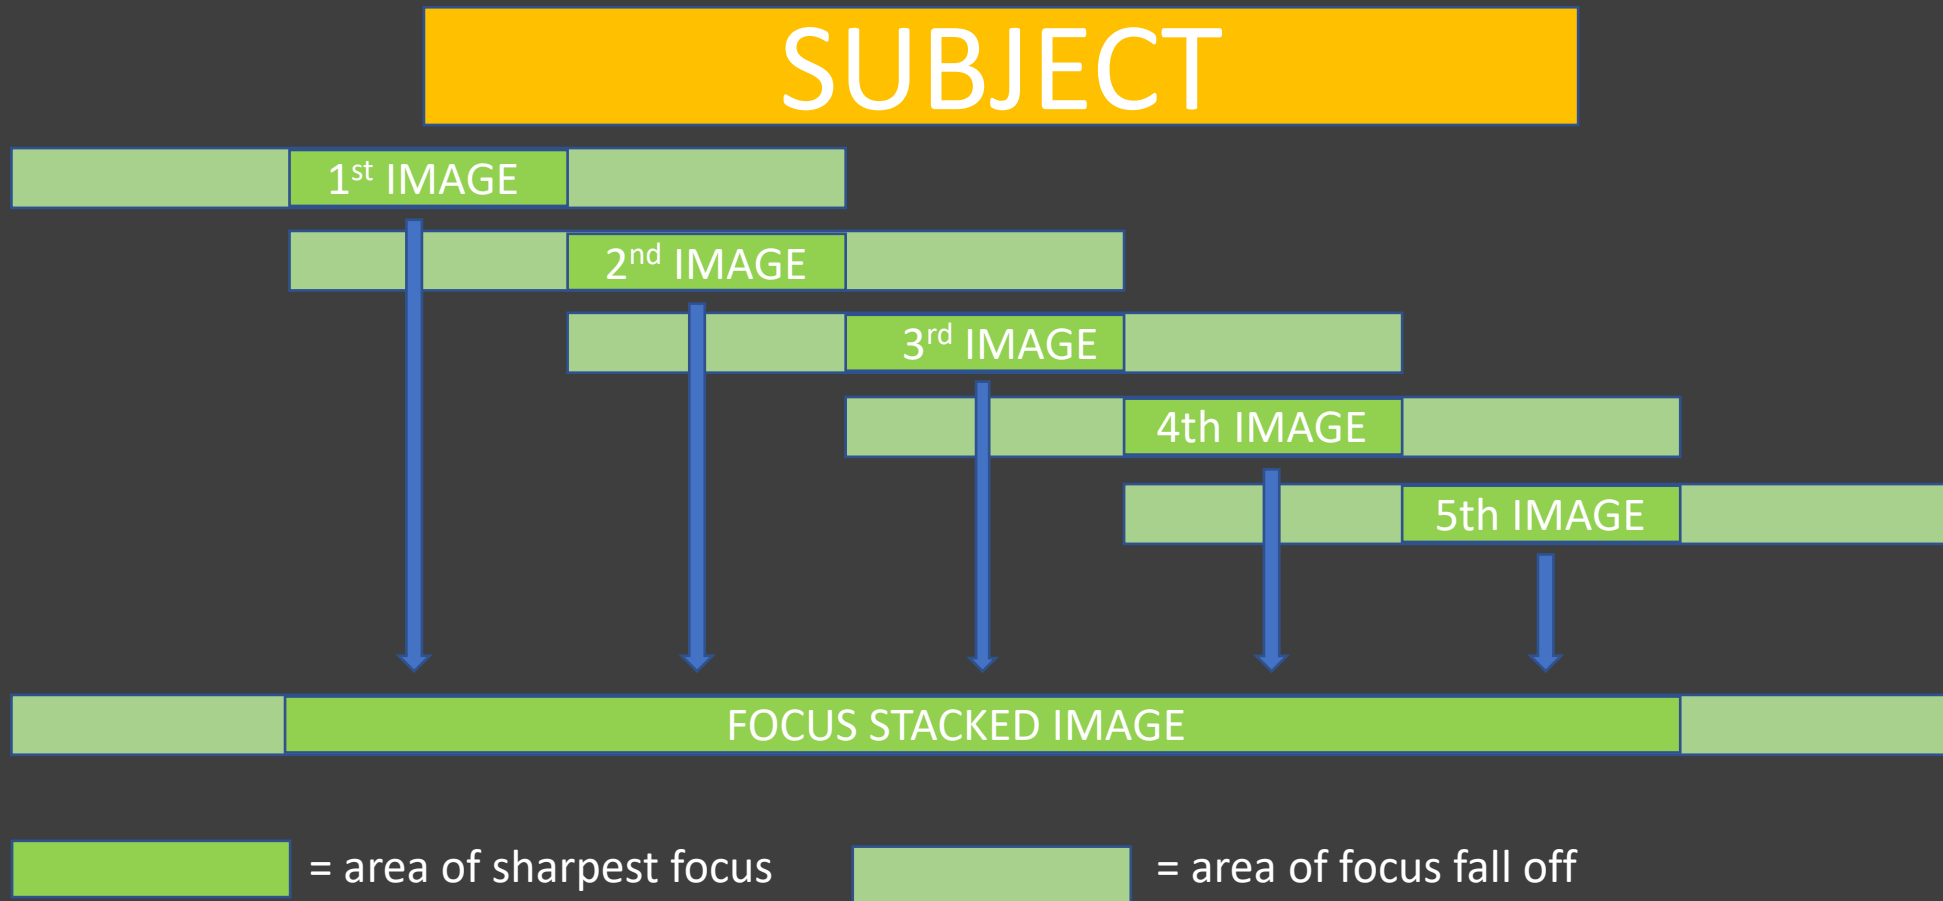 SUBJECT
1st IMAGE
2nd IMAGE
3rd IMAGE
4th IMAGE
5th IMAGE
FOCUS STACKED IMAGE
= area of sharpest focus
= area of focus fall off